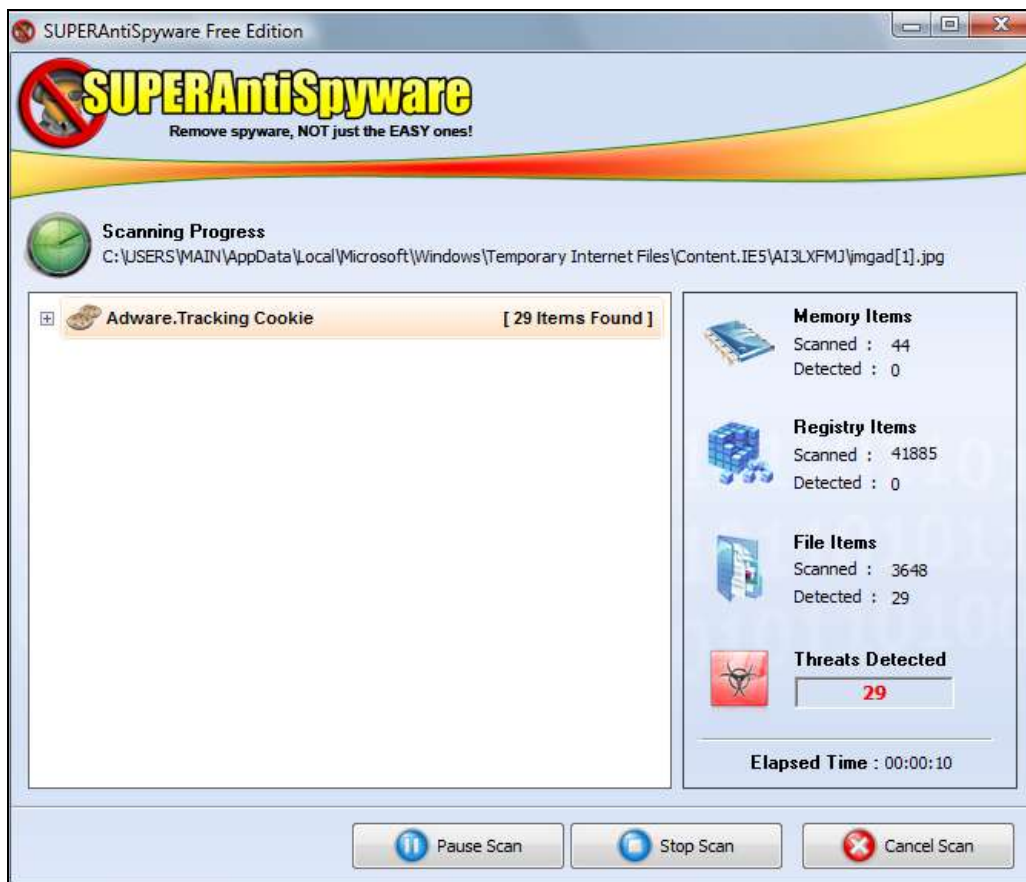 SUPERAntiSpyware Free Edition
SUPERAntiSpyware
Remove spyware, NOT just the EASY ones!
Scanning Progress
C:\USERS\MAIN\AppData\Local\Microsoft\Windows\Temporary Internet Files\Content.IE5\AI3LXFMJ\imgad[1].jpg
Adware.Tracking Cookie [ 29 Items Found ]
Memory Items
Scanned : 44
Detected : 0
Registry Items
Scanned : 41885
Detected : 0
File Items
Scanned : 3648
Detected : 29
Threats Detected
29
Elapsed Time : 00:00:10
Pause Scan
Stop Scan
Cancel Scan